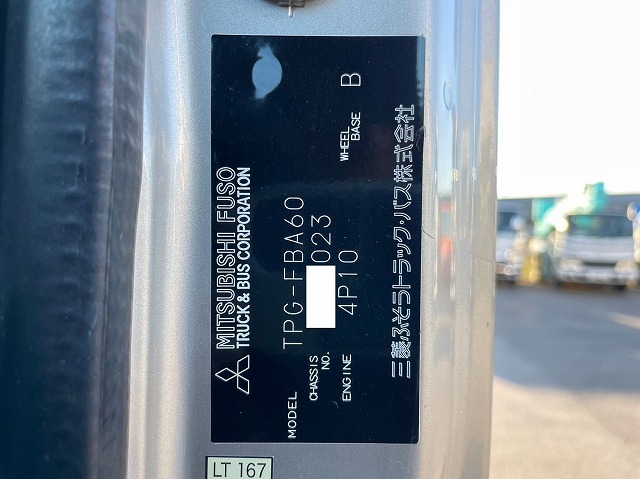 MITSUBISHI FUSO
TRUCK & BUS CORPORATION
MODEL TPG-FBA60
CHASSIS NO. 023
ENGINE 4P10 WHEEL BASE B
三菱ふそうトラック・バス株式会社
LT 167